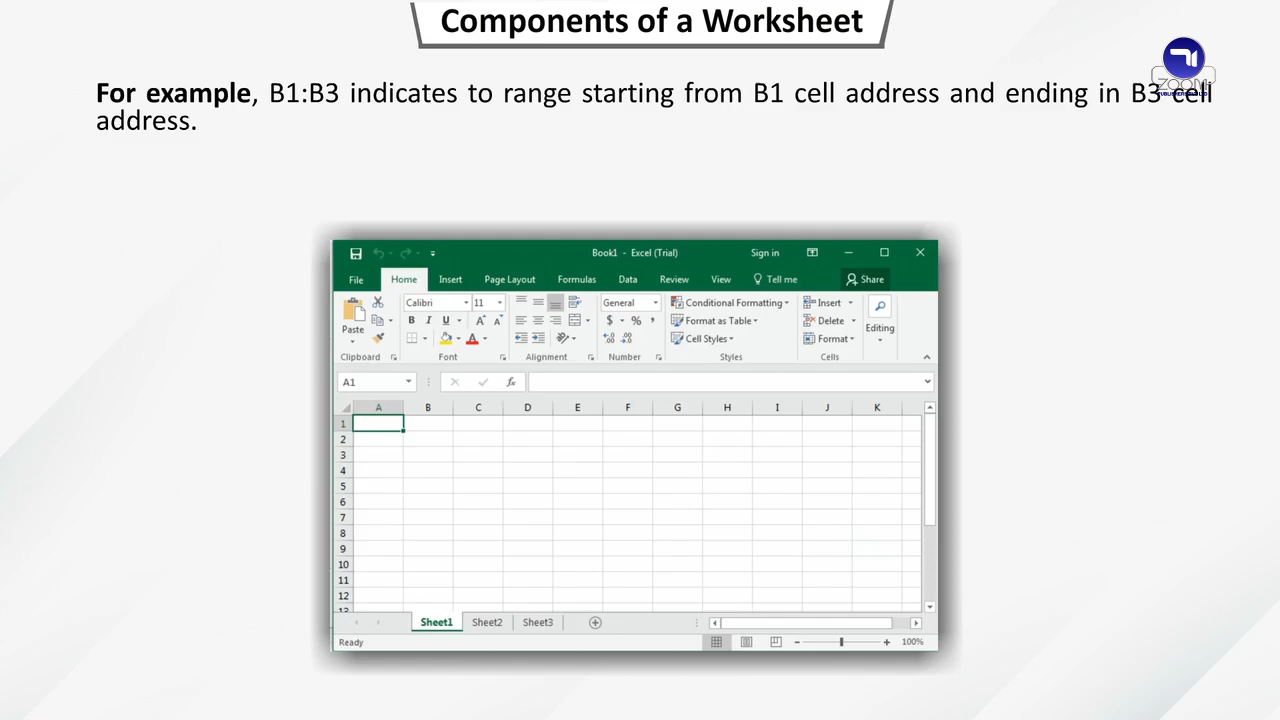 Components of a Worksheet
For example, B1:B3 indicates to range starting from B1 cell address and ending in B3 cell
address.
ZOOM
Book1 - Excel (Trial) Sign in
File Home Insert Page Layout Formulas Data Review View Tell me Share
Calibri 11 General Conditional Formatting Insert
Paste B I U A A $ % , Format as Table Delete Editing
A Cell Styles Format
Clipboard Font Alignment Number Styles Cells
A1 fx
A B C D E F G H I J K
1
2
3
4
5
6
7
8
9
10
11
12
13
Sheet1 Sheet2 Sheet3
Ready 100%